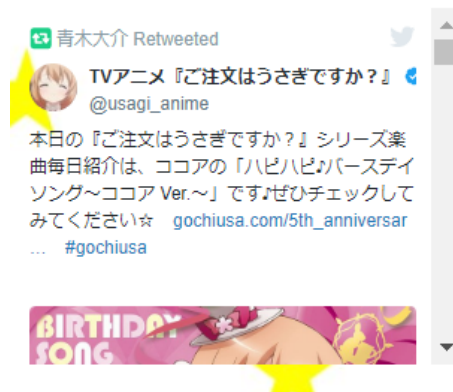 青木大介 Retweeted
TVアニメ『ご注文はうさぎですか？』
@usagi_anime
本日の『ご注文はうさぎですか？』シリーズ楽
曲毎日紹介は、ココアの「ハピハピ♪バースデイ
ソング～ココア Ver.～」です♪ぜひチェックして
みてください☆ gochiusa.com/5th_anniversar
… #gochiusa
BIRTHDAY
SONG